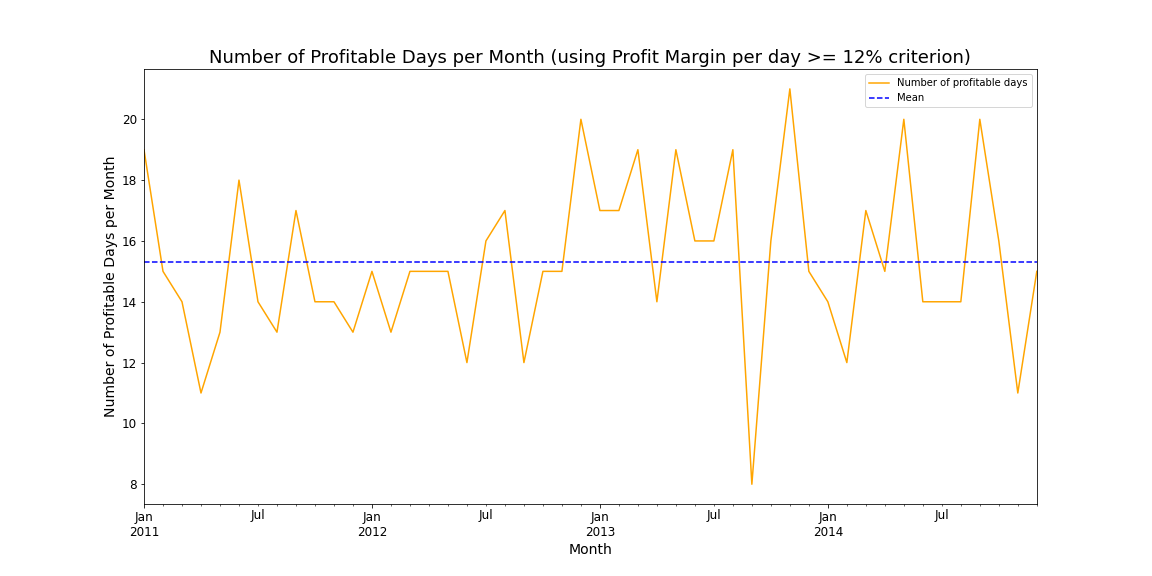 Number of Profitable Days per Month (using Profit Margin per day >= 12% criterion)
Number of profitable days
Mean
Number of Profitable Days per Month
20
18
16
14
12
10
8
Jan
2011
Jul
Jan
2012
Jul
Jan
2013
Jul
Jan
2014
Jul
Month